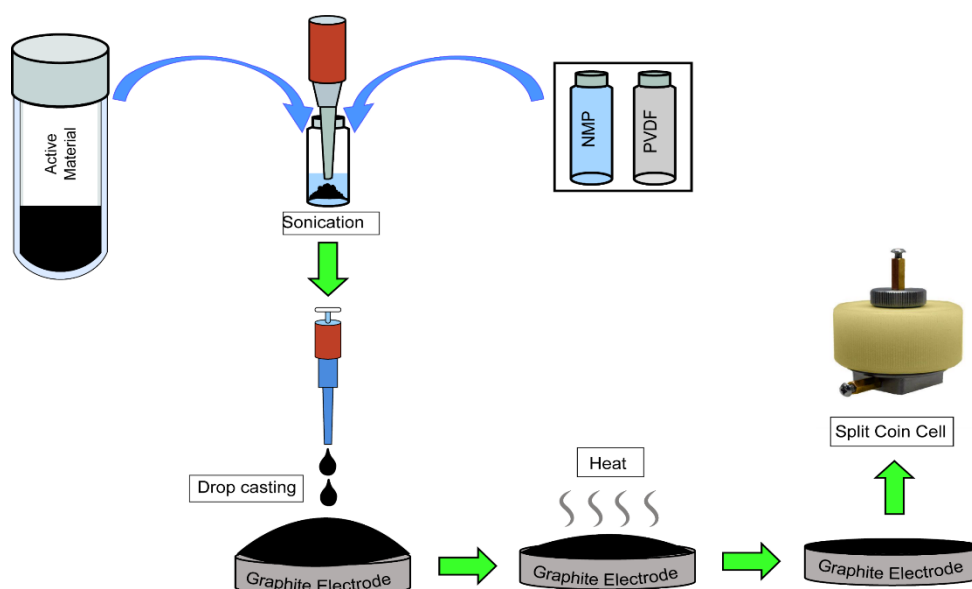 Active
Material
NMP
PVDF
Sonication
Drop casting
Graphite Electrode
Heat
Graphite Electrode
Graphite Electrode
Split Coin Cell